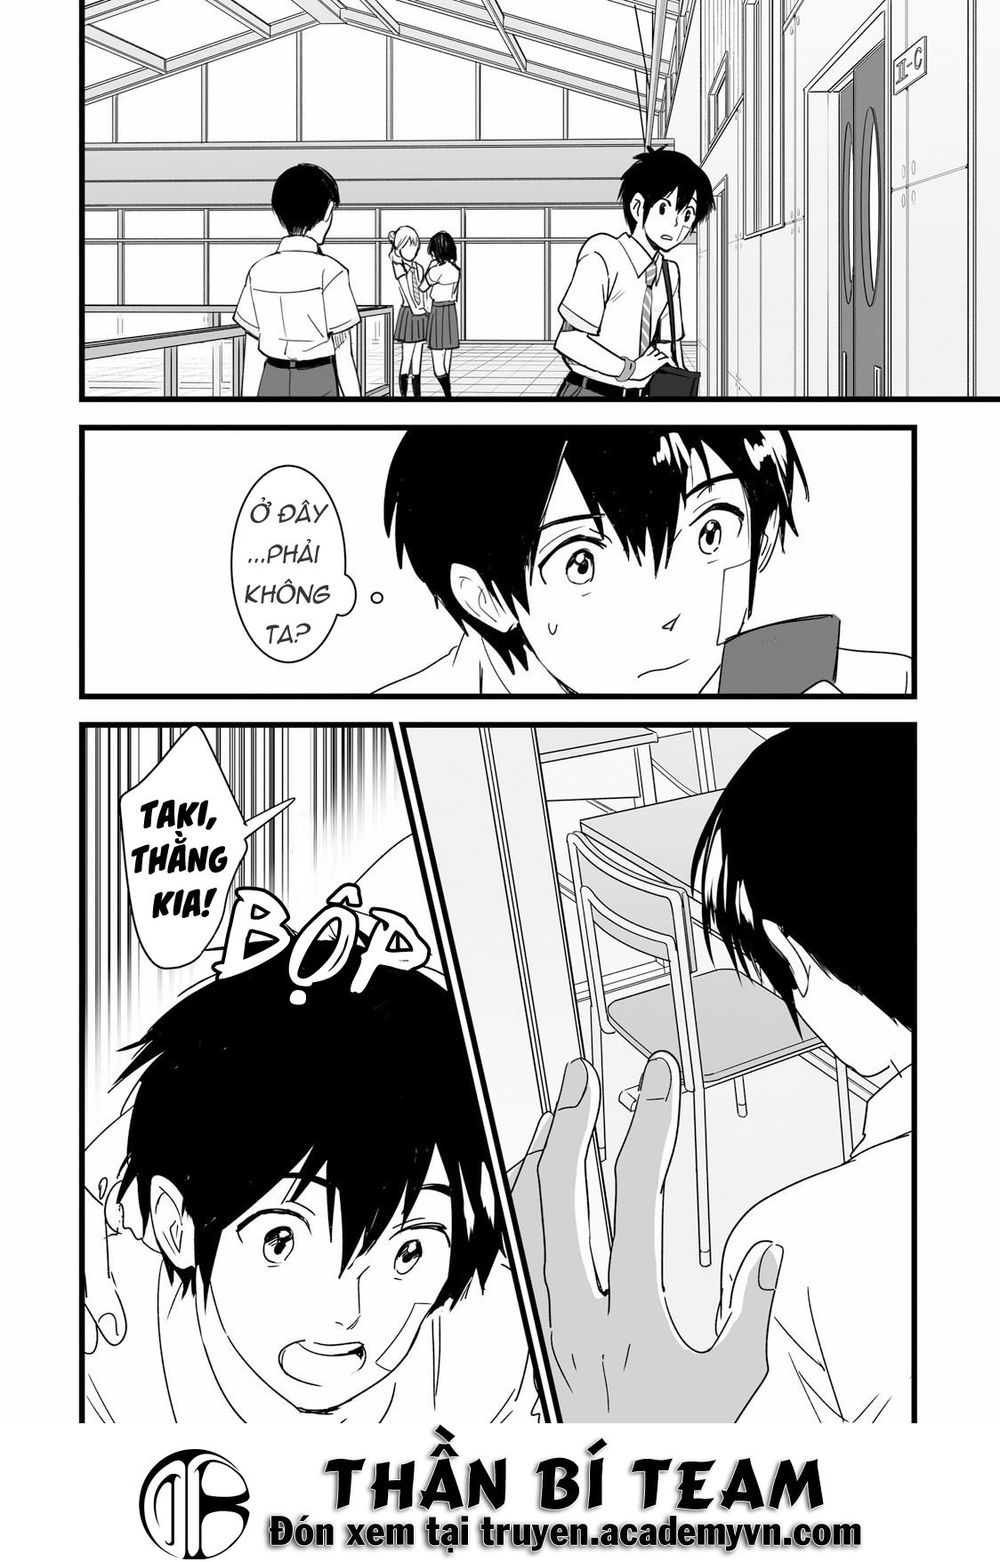 II-C
Ở ĐÂY
...PHẢI
KHÔNG
TA?
TAKI,
THẰNG
KIA!
BỘP
THẦN BÍ TEAM
Đón xem tại truyen.academyvn.com